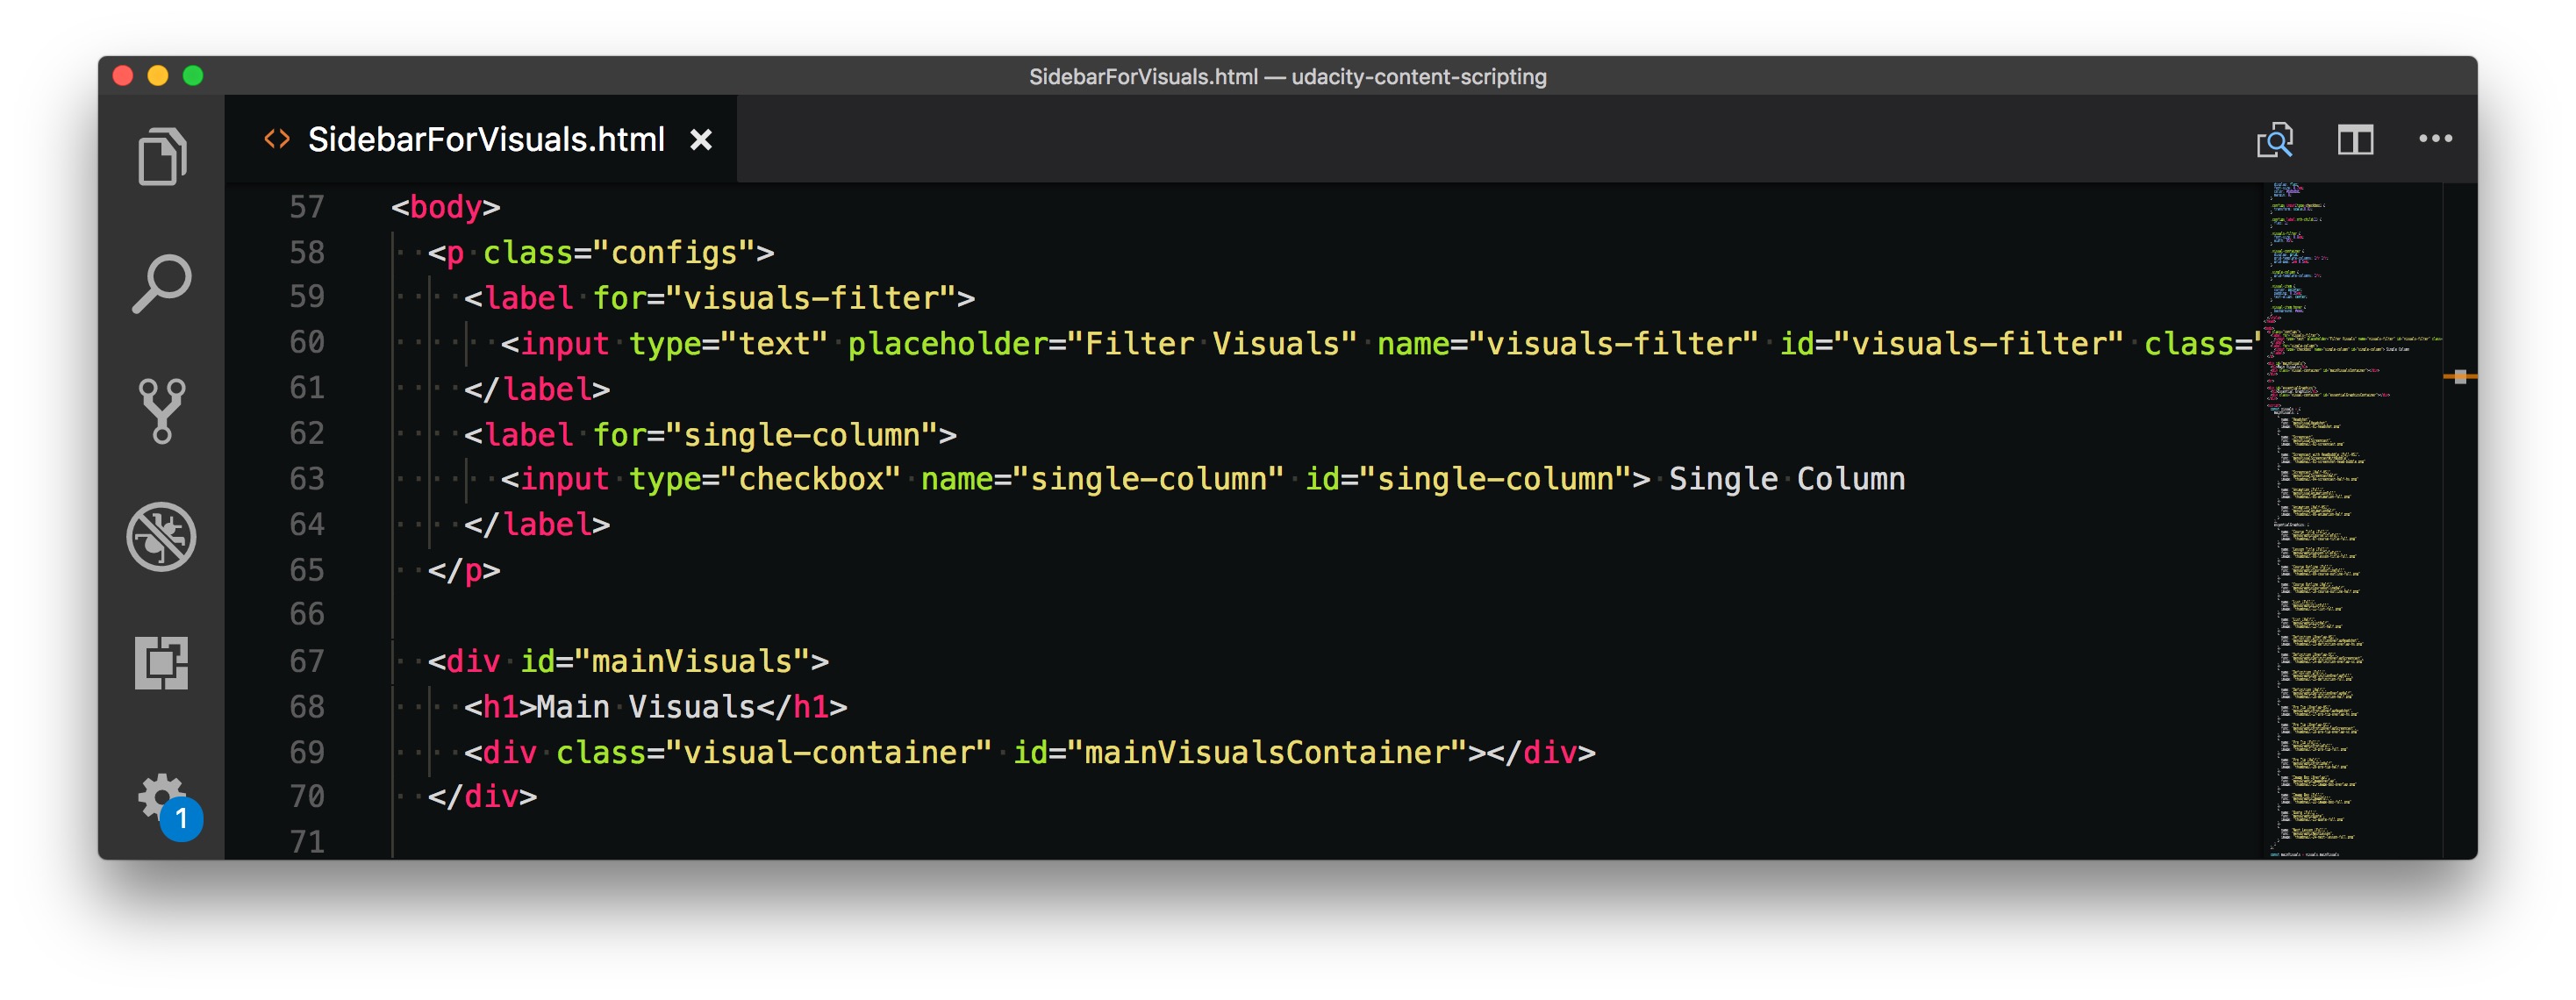 SidebarForVisuals.html — udacity-content-scripting
SidebarForVisuals.html
57 <body>
58 <p class="configs">
59 <label for="visuals-filter">
60 <input type="text" placeholder="Filter Visuals" name="visuals-filter" id="visuals-filter" class="
61 </label>
62 <label for="single-column">
63 <input type="checkbox" name="single-column" id="single-column"> Single Column
64 </label>
65 </p>
66
67 <div id="mainVisuals">
68 <h1>Main Visuals</h1>
69 <div class="visual-container" id="mainVisualsContainer"></div>
70 </div>
71
1